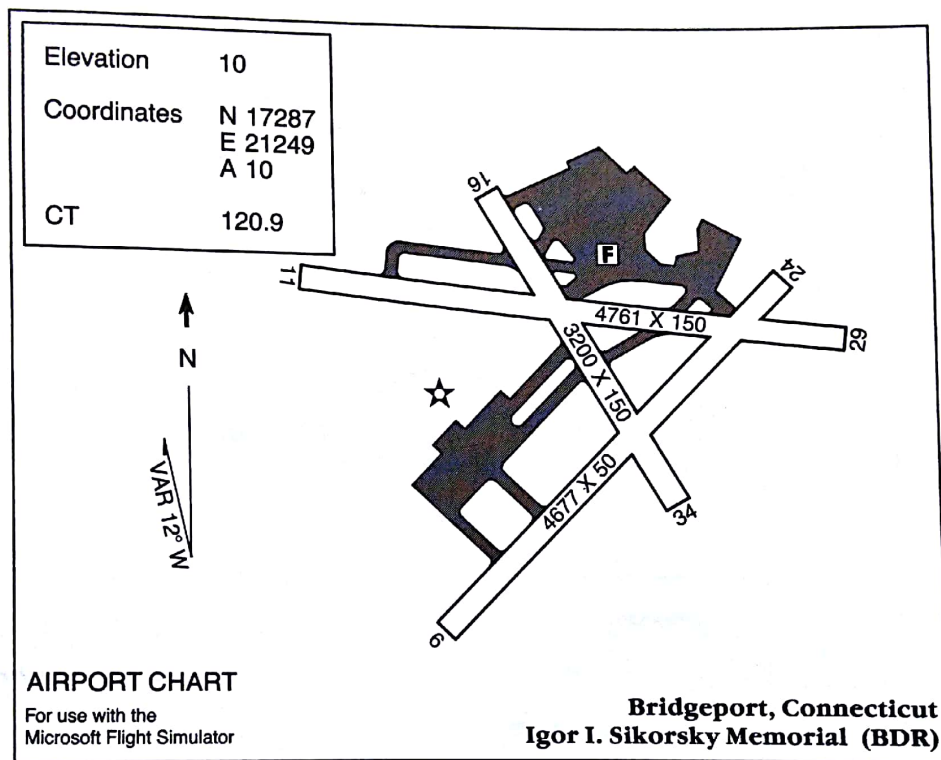 Elevation 10
Coordinates N 17287
E 21249
A 10
CT 120.9
16
F
24
11
4761 X 150
29
3200 X 150
N
VAR 12° W
4677 X 50
34
6
AIRPORT CHART
For use with the
Microsoft Flight Simulator
Bridgeport, Connecticut
Igor I. Sikorsky Memorial (BDR)